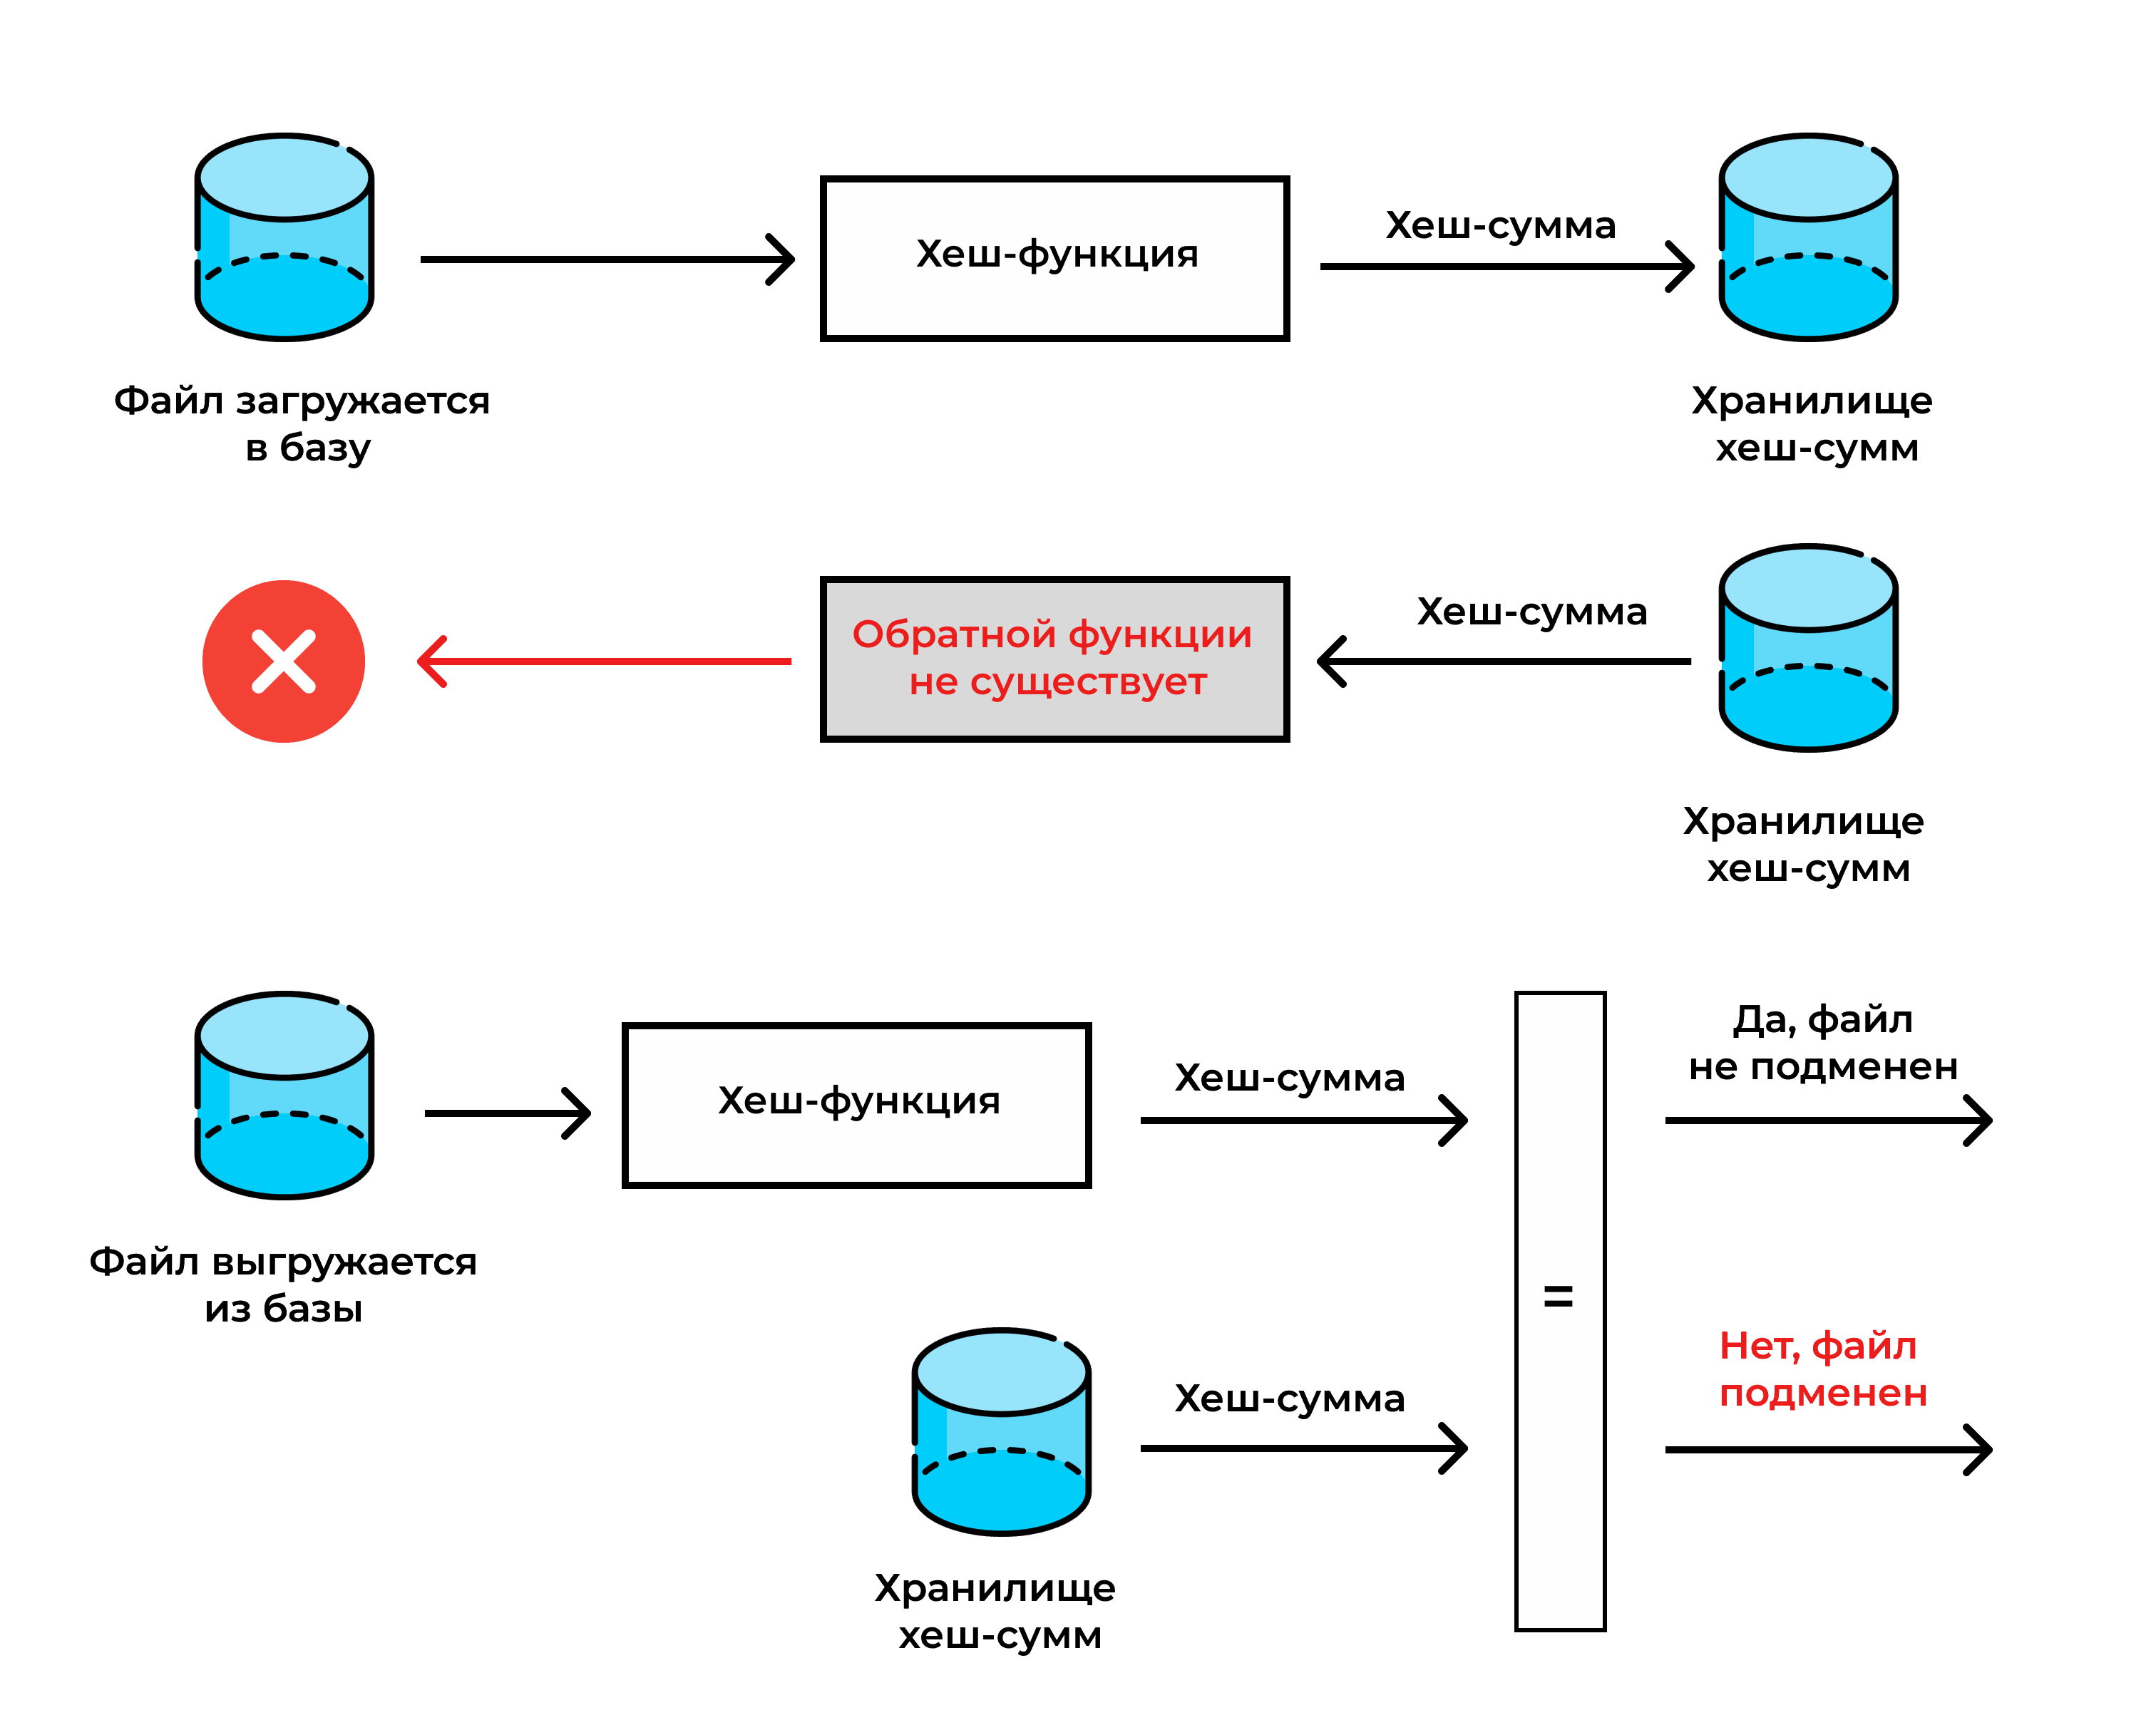 Хеш-функция
Хеш-сумма
Файл загружается
в базу
Хранилище
хеш-сумм
Обратной функции
не существует
Хеш-сумма
Хранилище
хеш-сумм
Хеш-функция
Хеш-сумма
Да, файл
не подменен
Файл выгружается
из базы
=
Хеш-сумма
Нет, файл
подменен
Хранилище
хеш-сумм